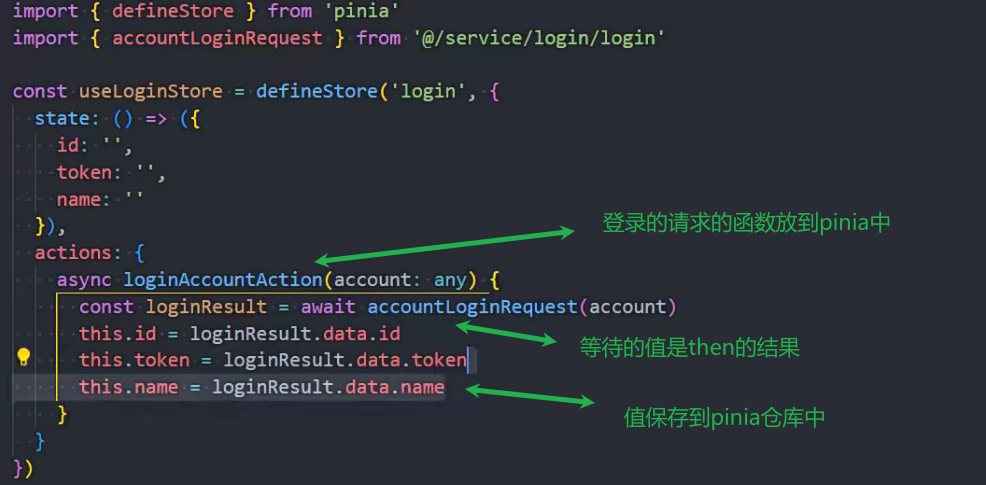 import { defineStore } from 'pinia'
import { accountLoginRequest } from '@/service/login/login'
const useLoginStore = defineStore('login', {
state: () => ({
id: '',
token: '',
name: ''
}),
登录的请求的函数放到pinia中
actions: {
async loginAccountAction(account: any) {
const loginResult = await accountLoginRequest(account)
this.id = loginResult.data.id
等待的值是then的结果
this.token = loginResult.data.token
this.name = loginResult.data.name
值保存到pinia仓库中
}
}
})